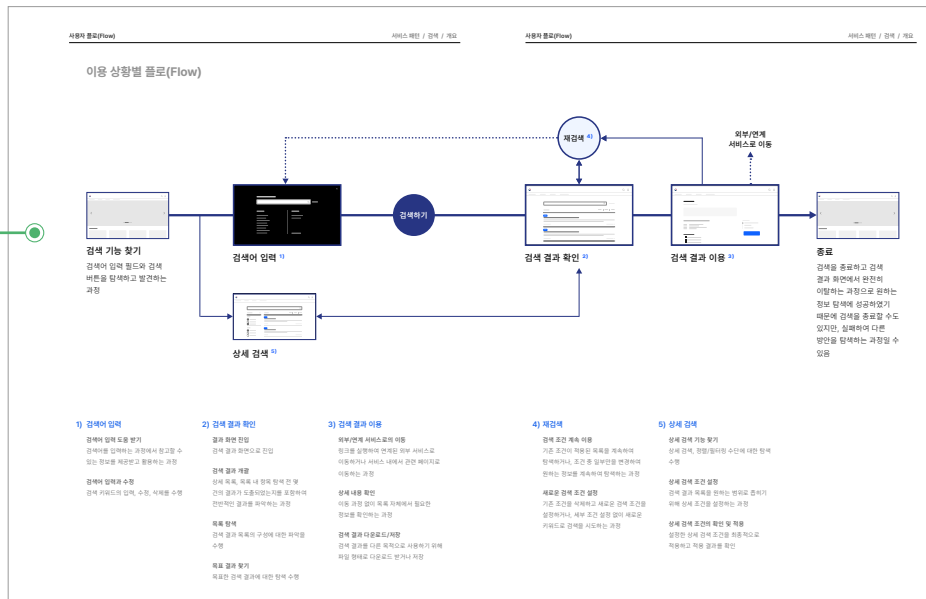 사용자 플로(Flow)
서비스 패턴 / 검색 / 개요
사용자 플로(Flow)
서비스 패턴 / 검색 / 개요
이용 상황별 플로(Flow)
재검색 4)
외부/연계
서비스로 이동
검색하기
검색 기능 찾기
검색어 입력 필드와 검색
버튼을 탐색하고 발견하는
과정
검색어 입력 1)
검색 결과 확인 2)
검색 결과 이용 3)
종료
검색을 종료하고 검색
결과 화면에서 완전히
이탈하는 과정으로 원하는
정보 탐색에 성공하였기
때문에 검색을 종료할 수도
있지만, 실패하여 다른
방안을 탐색하는 과정일 수
있음
상세 검색 5)
1) 검색어 입력
검색어 입력 도움 받기
검색어를 입력하는 과정에서 참고할 수
있는 정보를 제공받고 활용하는 과정
검색어 입력과 수정
검색 키워드의 입력, 수정, 삭제를 수행
2) 검색 결과 확인
결과 화면 진입
검색 결과 화면으로 진입
검색 결과 개괄
상세 목록, 목록 내 항목 탐색 전 몇
건의 결과가 도출되었는지를 포함하여
전반적인 결과를 파악하는 과정
목록 탐색
검색 결과 목록의 구성에 대한 파악을
수행
목표 결과 찾기
목표한 검색 결과에 대한 탐색 수행
3) 검색 결과 이용
외부/연계 서비스로의 이동
링크를 실행하여 연계된 외부 서비스로
이동하거나 서비스 내에서 관련 페이지로
이동하는 과정
상세 내용 확인
이동 과정 없이 목록 자체에서 필요한
정보를 확인하는 과정
검색 결과 다운로드/저장
검색 결과를 다른 목적으로 사용하기 위해
파일 형태로 다운로드 받거나 저장
4) 재검색
검색 조건 계속 이용
기존 조건이 적용된 목록을 계속하여
탐색하거나, 조건 중 일부만을 변경하여
원하는 정보를 계속하여 탐색하는 과정
새로운 검색 조건 설정
기존 조건을 삭제하고 새로운 검색 조건을
설정하거나, 세부 조건 설정 없이 새로운
키워드로 검색을 시도하는 과정
5) 상세 검색
상세 검색 기능 찾기
상세 검색, 정렬/필터링 수단에 대한 탐색
수행
상세 검색 조건 설정
검색 결과 목록을 원하는 범위로 좁히기
위해 상세 조건을 설정하는 과정
상세 검색 조건의 확인 및 적용
설정한 상세 검색 조건을 최종적으로
적용하고 적용 결과를 확인